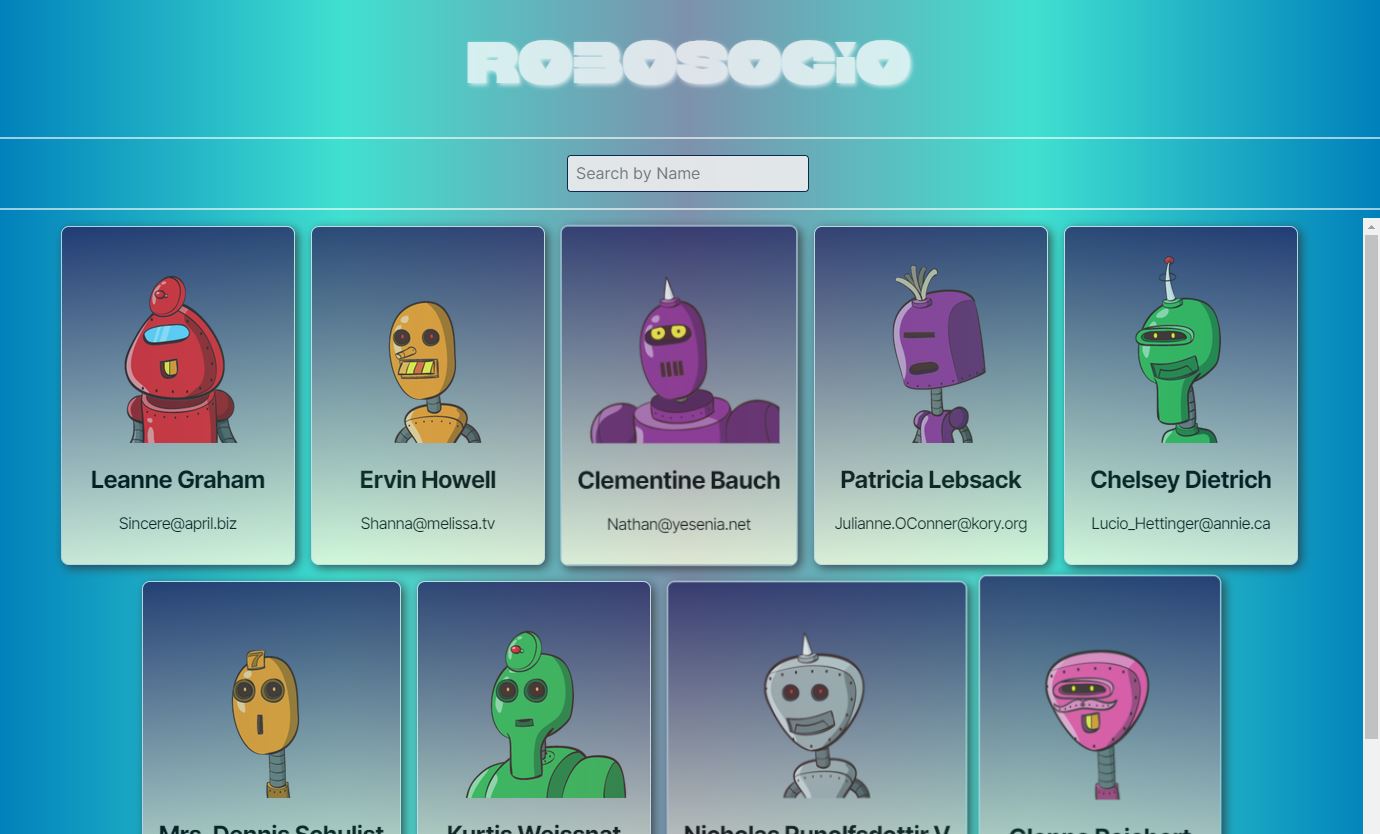 ROBOSOCiO
Search by Name
Leanne Graham
Sincere@april.biz
Ervin Howell
Shanna@melissa.tv
Clementine Bauch
Nathan@yesenia.net
Patricia Lebsack
Julianne.OConner@kory.org
Chelsey Dietrich
Lucio_Hettinger@annie.ca
7
Mrs. Dennis Schulist
Kurtis Weissnat
Nicholas Runolfsdottir V
Glenna Reichert